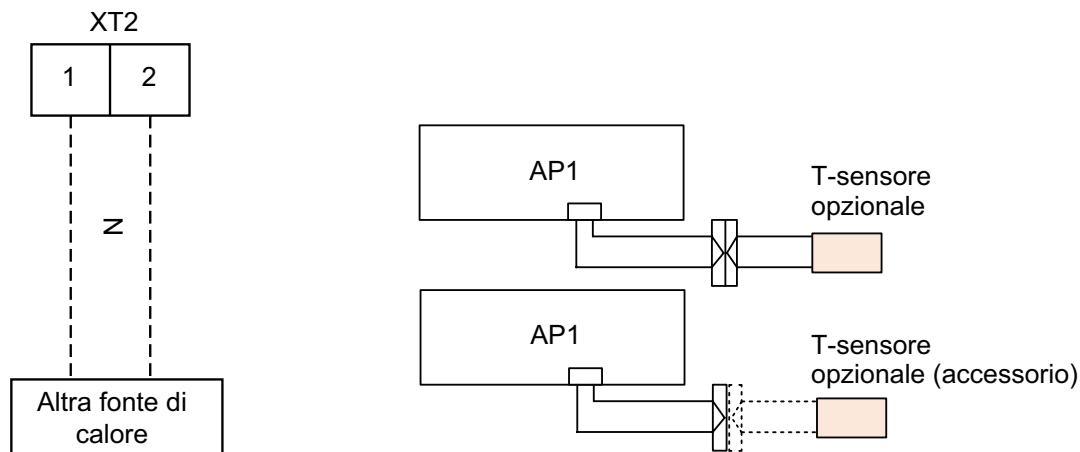 XT2
1
2
N
Altra fonte di
calore
AP1
T-sensore
opzionale
AP1
T-sensore
opzionale (accessorio)